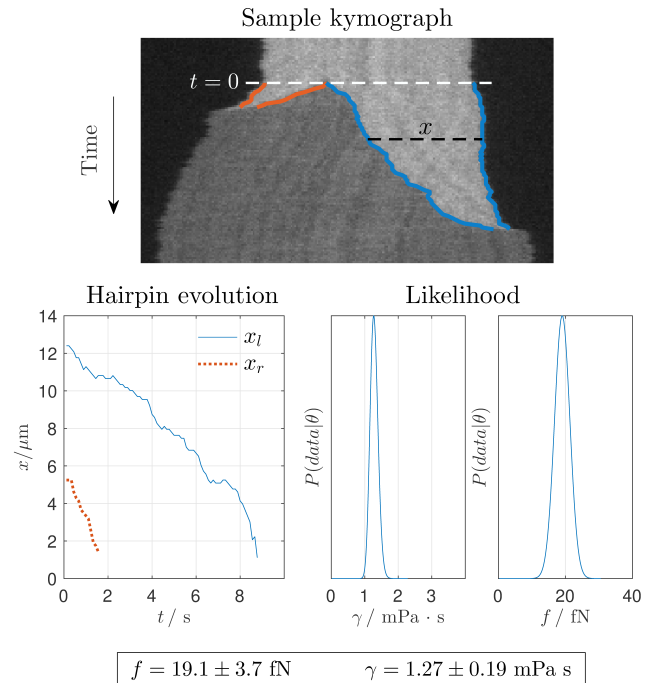 Sample kymograph
t = 0
x
Time
Hairpin evolution
Likelihood
14
12
10
8
6
4
2
0
x/μm
x_l
x_r
0 2 4 6 8
t / s
P(data|θ)
0 1 2 3
γ / mPa · s
P(data|θ)
0 20 40
f / fN
f = 19.1 ± 3.7 fN γ = 1.27 ± 0.19 mPa s